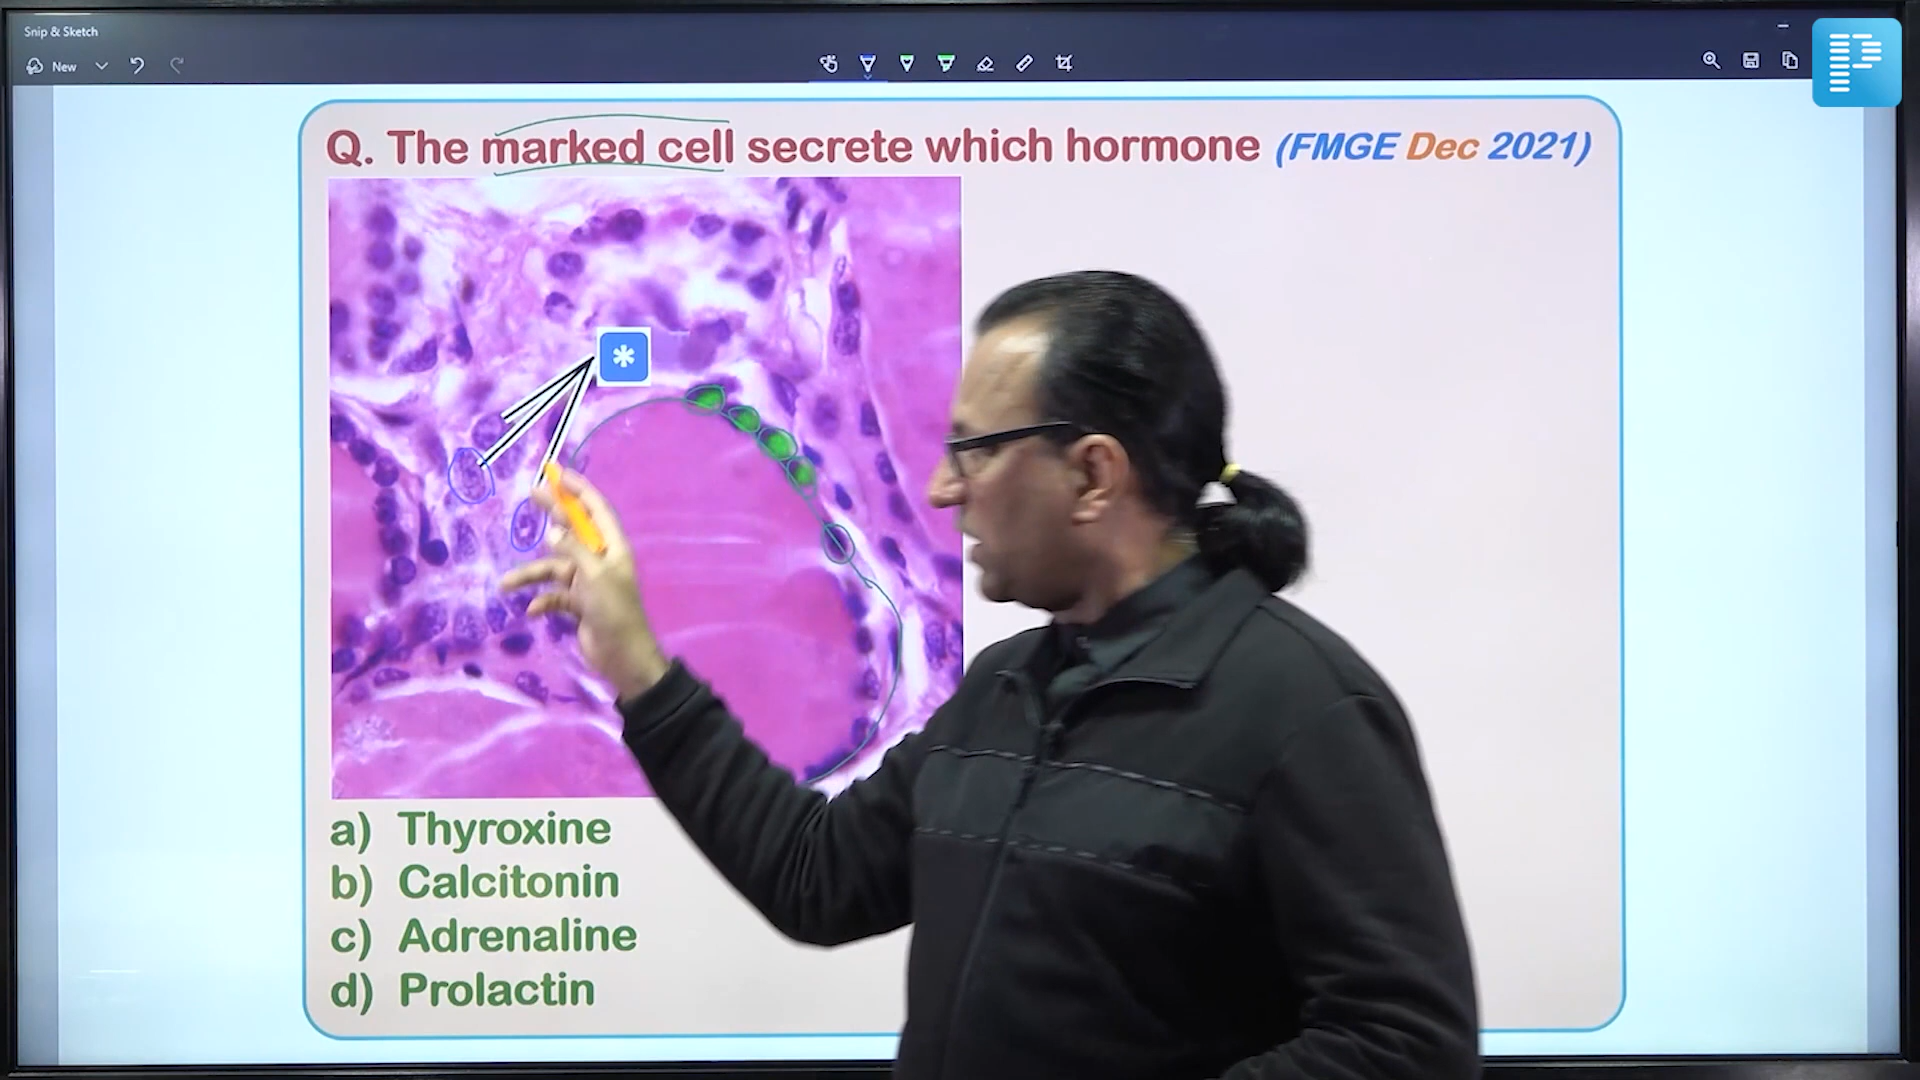 Snip & Sketch
New
Q. The marked cell secrete which hormone (FMGE Dec 2021)
*
a) Thyroxine
b) Calcitonin
c) Adrenaline
d) Prolactin